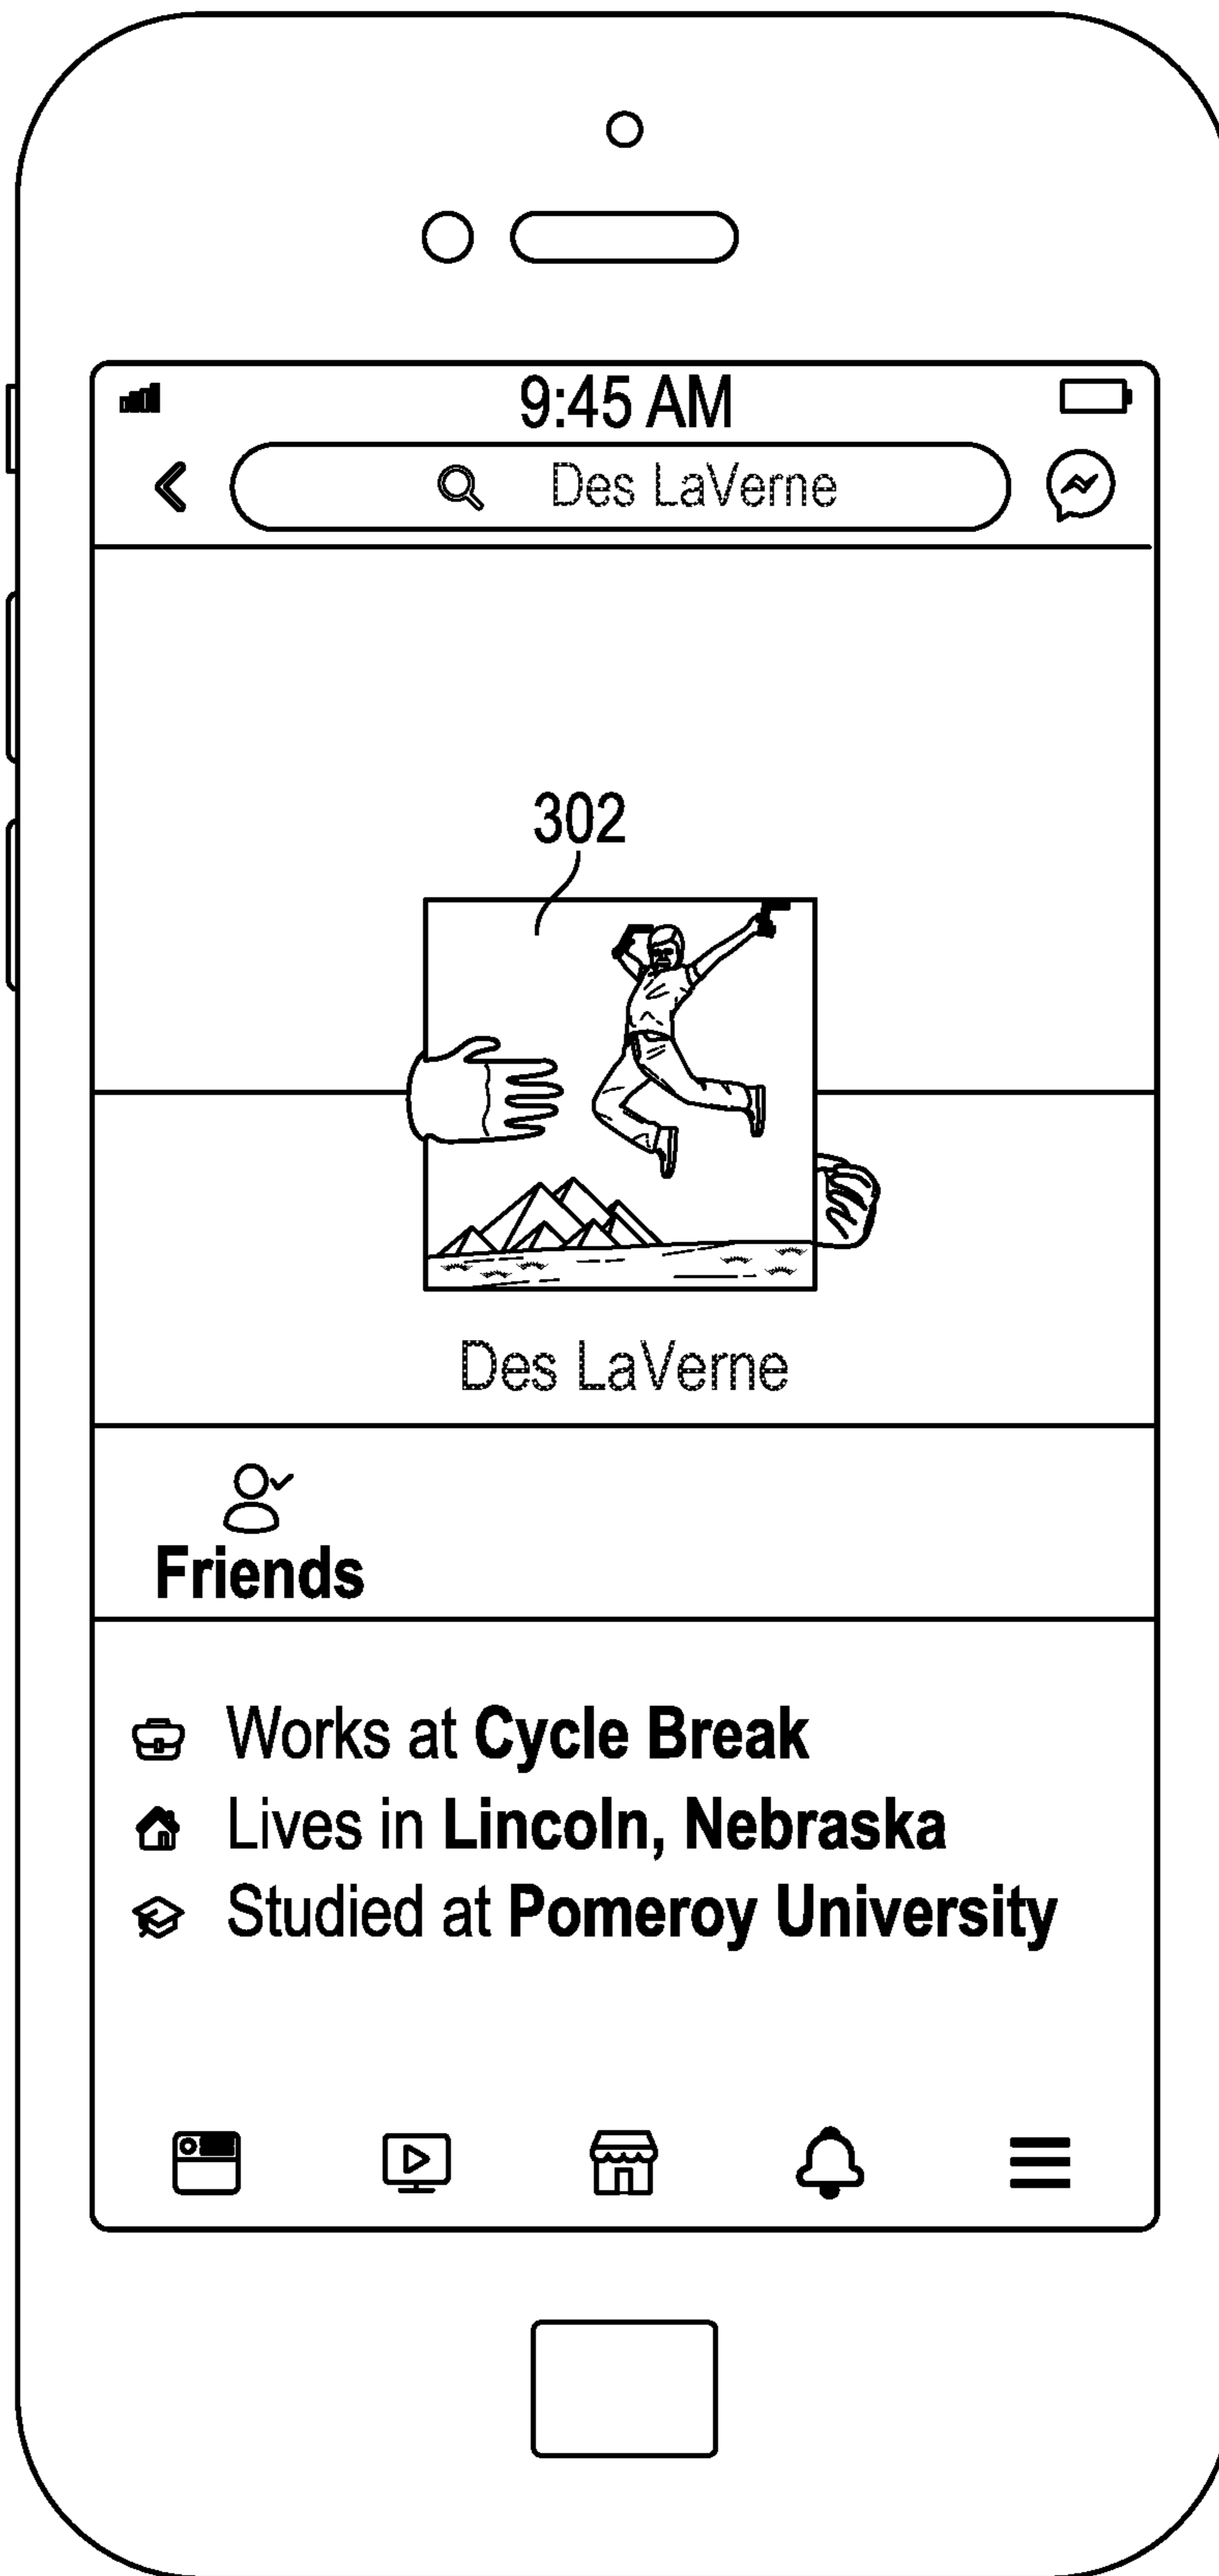 9:45 AM
Des LaVerne
302
Des LaVerne
Friends
Works at Cycle Break
Lives in Lincoln, Nebraska
Studied at Pomeroy University